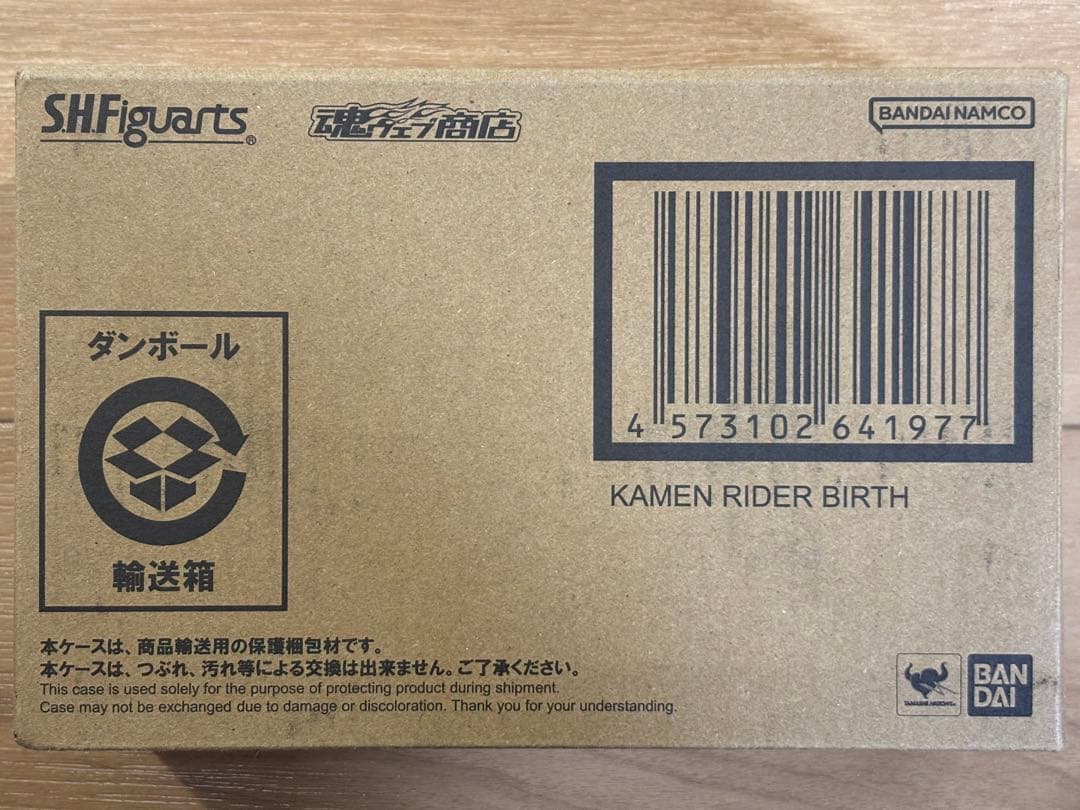 S.H.Figuarts®
魂ウェブ商店
BANDAI NAMCO
4 573102 641977
KAMEN RIDER BIRTH
ダンボール
輸送箱
本ケースは、商品輸送用の保護梱包材です。
本ケースは、つぶれ、汚れ等による交換は出来ません。ご了承ください。
This case is used solely for the purpose of protecting product during shipment.
Case may not be exchanged due to damage or discoloration. Thank you for your understanding.
TAMASHII NATIONS
BAN
DAI